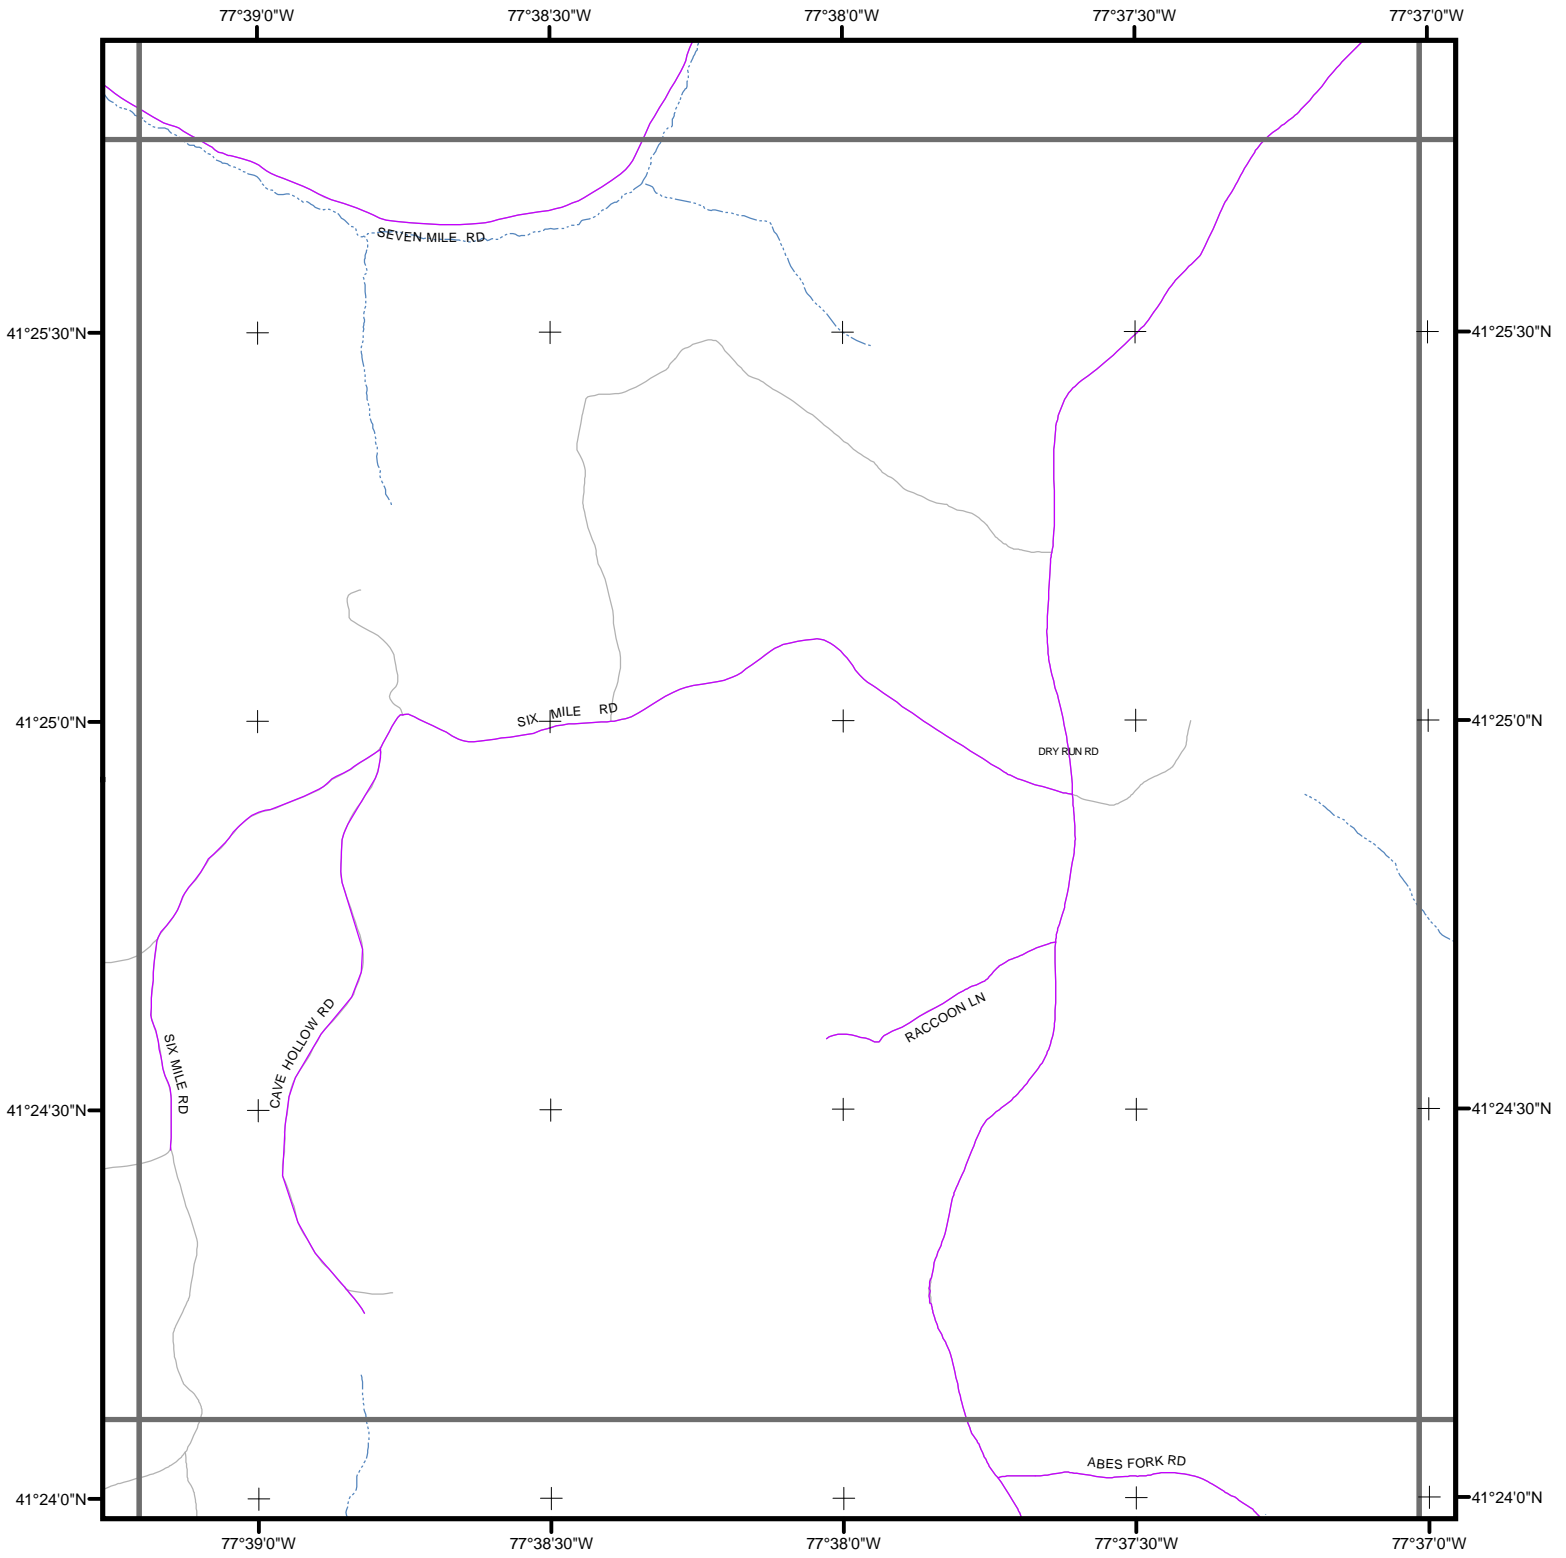 77°39'0"W 77°38'30"W 77°38'0"W 77°37'30"W 77°37'0"W
SEVEN MILE RD
41°25'30"N 41°25'30"N
SIX MILE RD
41°25'0"N 41°25'0"N
DRY RUN RD
RACCOON LN
CAVE HOLLOW RD
SIX MILE RD
41°24'30"N 41°24'30"N
ABES FORK RD
41°24'0"N 41°24'0"N
77°39'0"W 77°38'30"W 77°38'0"W 77°37'30"W 77°37'0"W